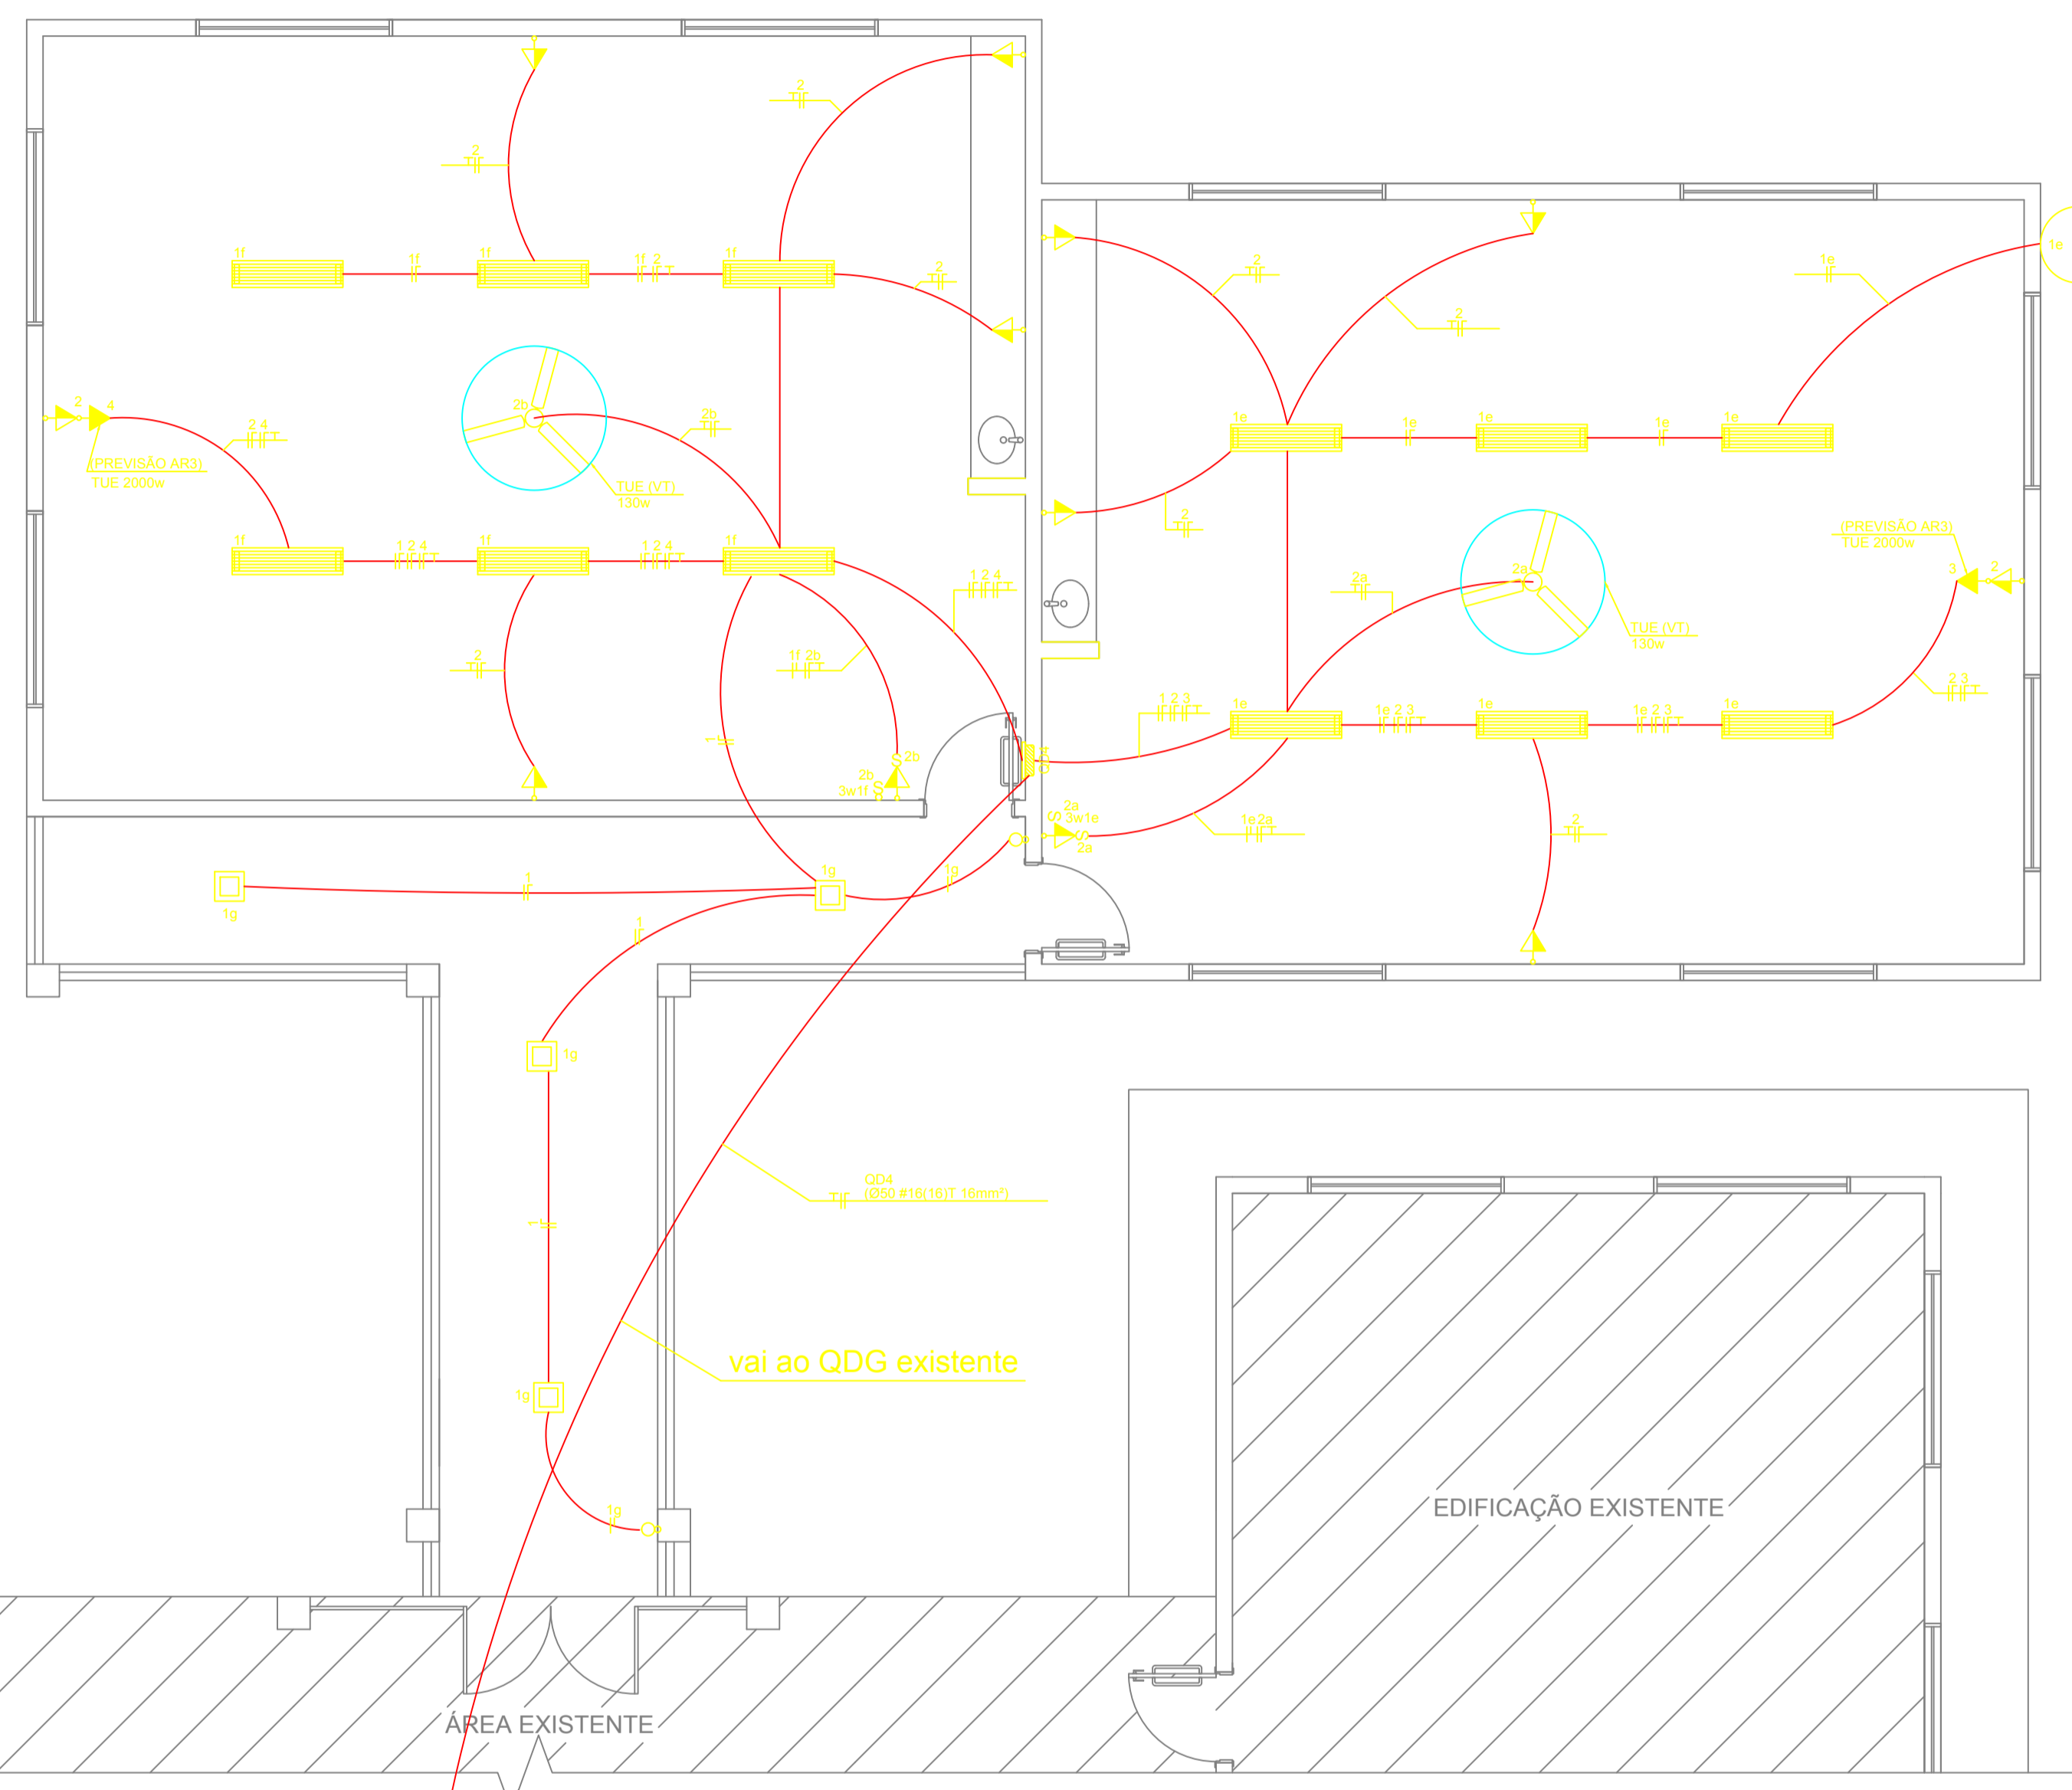 2
2
1f
1f
1f
1f
1f 2
2
2
2
1e
1e
2
2b
2b
2
4
2 4
(PREVISÃO AR3)
TUE 2000w
TUE (VT)
130w
1e
1e
1e
1e
1e
2
1f
1f
1f
1 2 4
1 2 4
1 2 4
(PREVISÃO AR3)
TUE 2000w
3
2
2a
2a
TUE (VT)
130w
2
1f 2b
1
2b
2b
3w1f
QD4
1 2 3
1e
1e
1e
1e 2 3
1e 2 3
2 3
2a
3w1e
2a
1e2a
2
1
1g
1g
1g
1
1g
1
QD4
(Ø50 #16(16)T 16mm²)
vai ao QDG existente
1g
1g
EDIFICAÇÃO EXISTENTE
ÁREA EXISTENTE